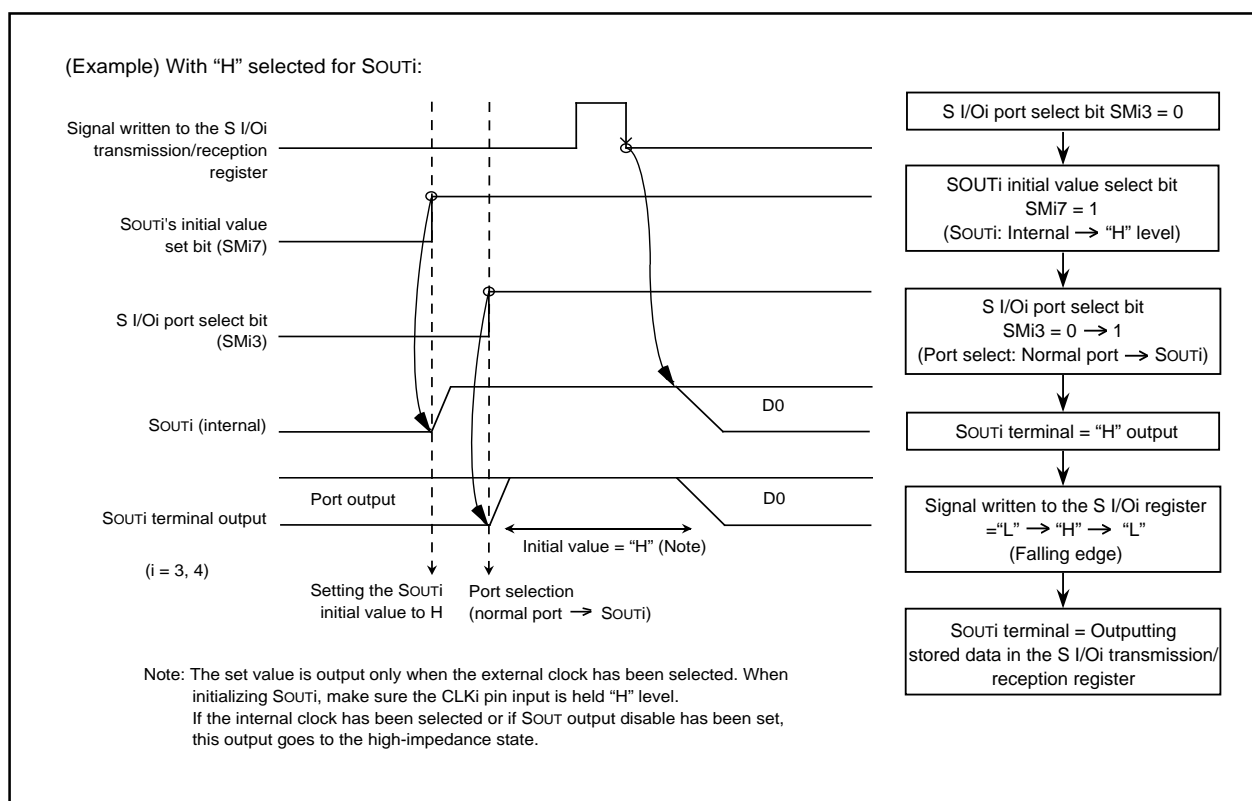 (Example) With “H” selected for SOUTi:
Signal written to the S I/Oi
transmission/reception
register
SOUTi's initial value
set bit (SMi7)
S I/Oi port select bit
(SMi3)
SOUTi (internal)
D0
Port output
D0
SOUTi terminal output
Initial value = “H” (Note)
(i = 3, 4)
Setting the SOUTi
initial value to H
Port selection
(normal port → SOUTi)
Note: The set value is output only when the external clock has been selected. When
initializing SOUTi, make sure the CLKi pin input is held “H” level.
If the internal clock has been selected or if SOUT output disable has been set,
this output goes to the high-impedance state.
S I/Oi port select bit SMi3 = 0
SOUTi initial value select bit
SMi7 = 1
(SOUTi: Internal → “H” level)
S I/Oi port select bit
SMi3 = 0 → 1
(Port select: Normal port → SOUTi)
SOUTi terminal = “H” output
Signal written to the S I/Oi register
=“L” → “H” → “L”
(Falling edge)
SOUTi terminal = Outputting
stored data in the S I/Oi transmission/
reception register